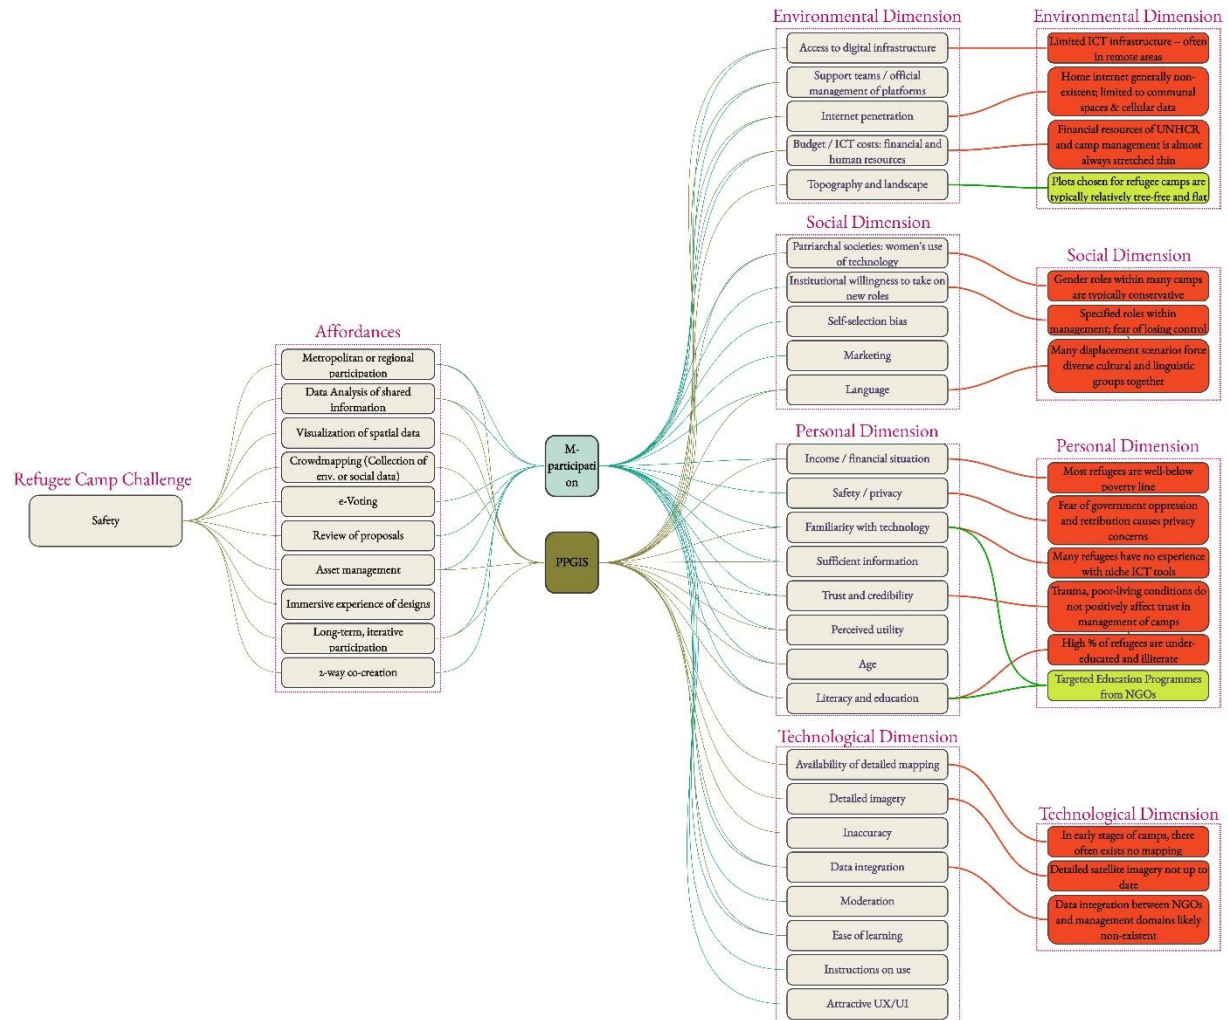 Refugee Camp Challenge
Safety
Affordances
Metropolitan or regional
participation
Data Analysis of shared
information
Visualization of spatial data
Crowdmapping (Collection of
env. or social data)
e-Voting
Review of proposals
Asset management
Immersive experience of designs
Long-term, iterative
participation
2-way co-creation
M-
participati
on
PPGIS
Environmental Dimension
Access to digital infrastructure
Support teams / official
management of platforms
Internet penetration
Budget / ICT costs: financial and
human resources
Topography and landscape
Social Dimension
Patriarchal societies: women's use
of technology
Institutional willingness to take on
new roles
Self-selection bias
Marketing
Language
Personal Dimension
Income / financial situation
Safety / privacy
Familiarity with technology
Sufficient information
Trust and credibility
Perceived utility
Age
Literacy and education
Technological Dimension
Availability of detailed mapping
Detailed imagery
Inaccuracy
Data integration
Moderation
Ease of learning
Instructions on use
Attractive UX/UI
Environmental Dimension
Limited ICT infrastructure – often
in remote areas
Home internet generally non-
existent; limited to communal
spaces & cellular data
Financial resources of UNHCR
and camp management is almost
always stretched thin
Plots chosen for refugee camps are
typically relatively tree-free and flat
Social Dimension
Gender roles within many camps
are typically conservative
Specified roles within
management; fear of losing control
Many displacement scenarios force
diverse cultural and linguistic
groups together
Personal Dimension
Most refugees are well-below
poverty line
Fear of government oppression
and retribution causes privacy
concerns
Many refugees have no experience
with niche ICT tools
Trauma, poor-living conditions do
not positively affect trust in
management of camps
High % of refugees are under-
educated and illiterate
Targeted Education Programmes
from NGOs
Technological Dimension
In early stages of camps, there
often exists no mapping
Detailed satellite imagery not up to
date
Data integration between NGOs
and management domains likely
non-existent